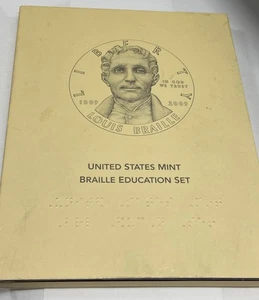 LIBERTY
IN GOD
WE TRUST
1809 2009
LOUIS BRAILLE
UNITED STATES MINT
BRAILLE EDUCATION SET